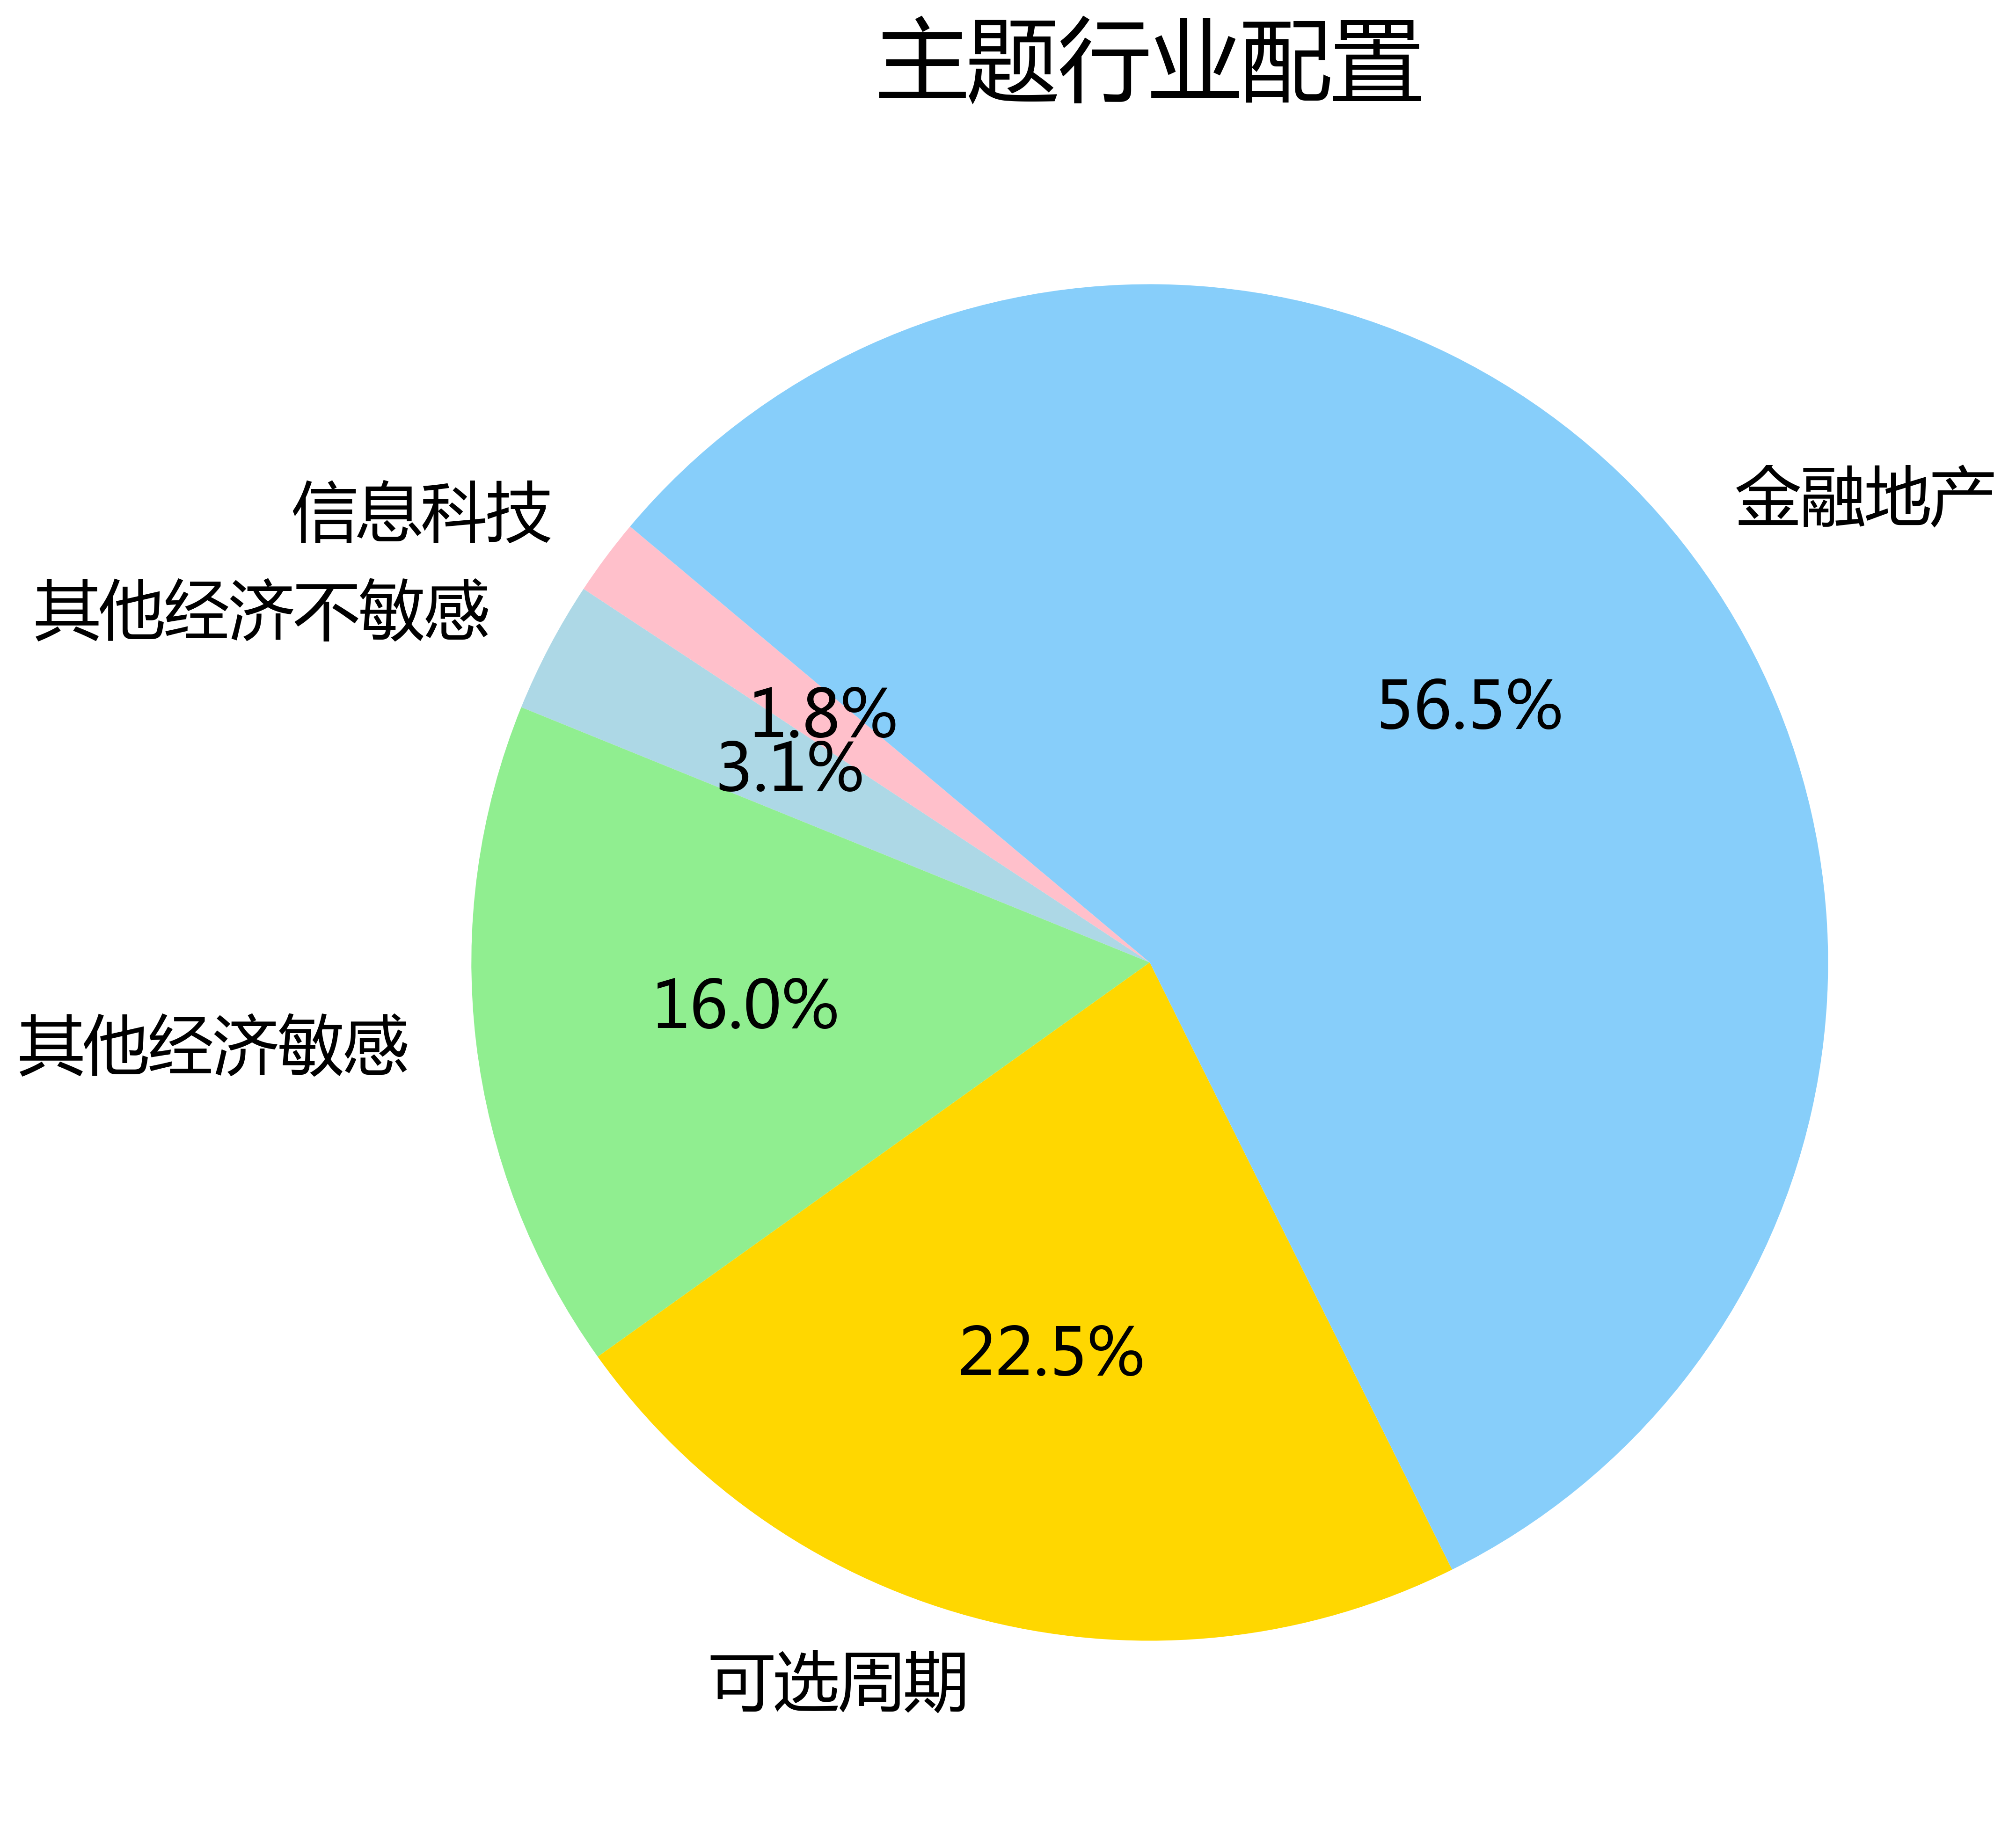 主题行业配置
信息科技
金融地产
其他经济不敏感
1.8%
56.5%
3.1%
其他经济敏感
16.0%
22.5%
可选周期